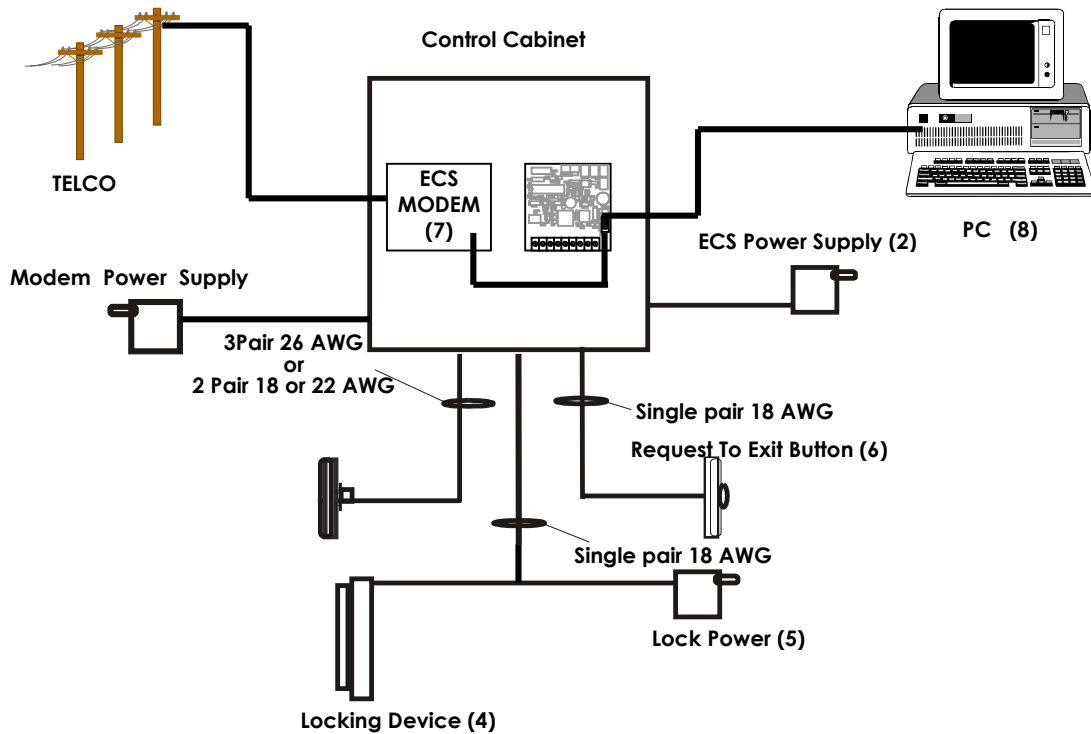 Control Cabinet
TELCO
ECS
MODEM
(7)
PC (8)
ECS Power Supply (2)
Modem Power Supply
3Pair 26 AWG
or
2 Pair 18 or 22 AWG
Single pair 18 AWG
Request To Exit Button (6)
Single pair 18 AWG
Lock Power (5)
Locking Device (4)